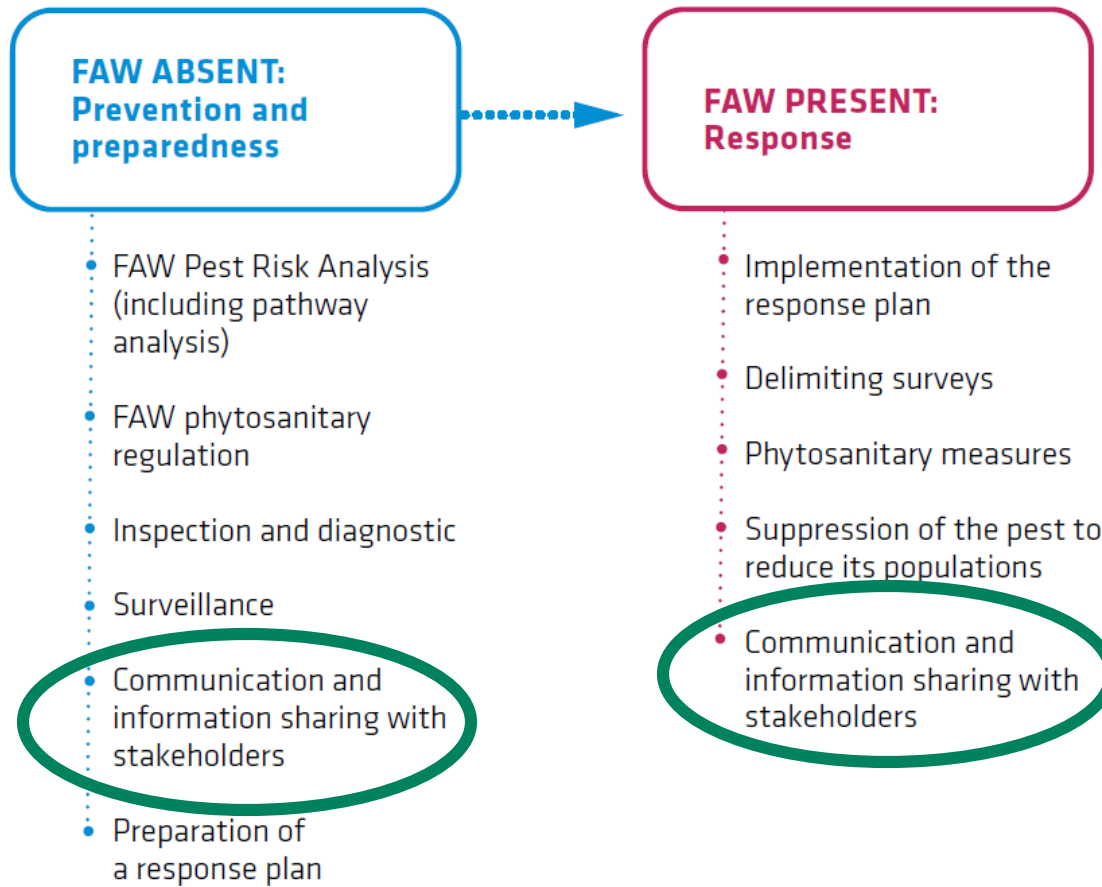 FAW ABSENT:
Prevention and
preparedness
FAW Pest Risk Analysis
(including pathway
analysis)
FAW phytosanitary
regulation
Inspection and diagnostic
Surveillance
Communication and
information sharing with
stakeholders
Preparation of
a response plan
FAW PRESENT:
Response
Implementation of the
response plan
Delimiting surveys
Phytosanitary measures
Suppression of the pest to
reduce its populations
Communication and
information sharing with
stakeholders